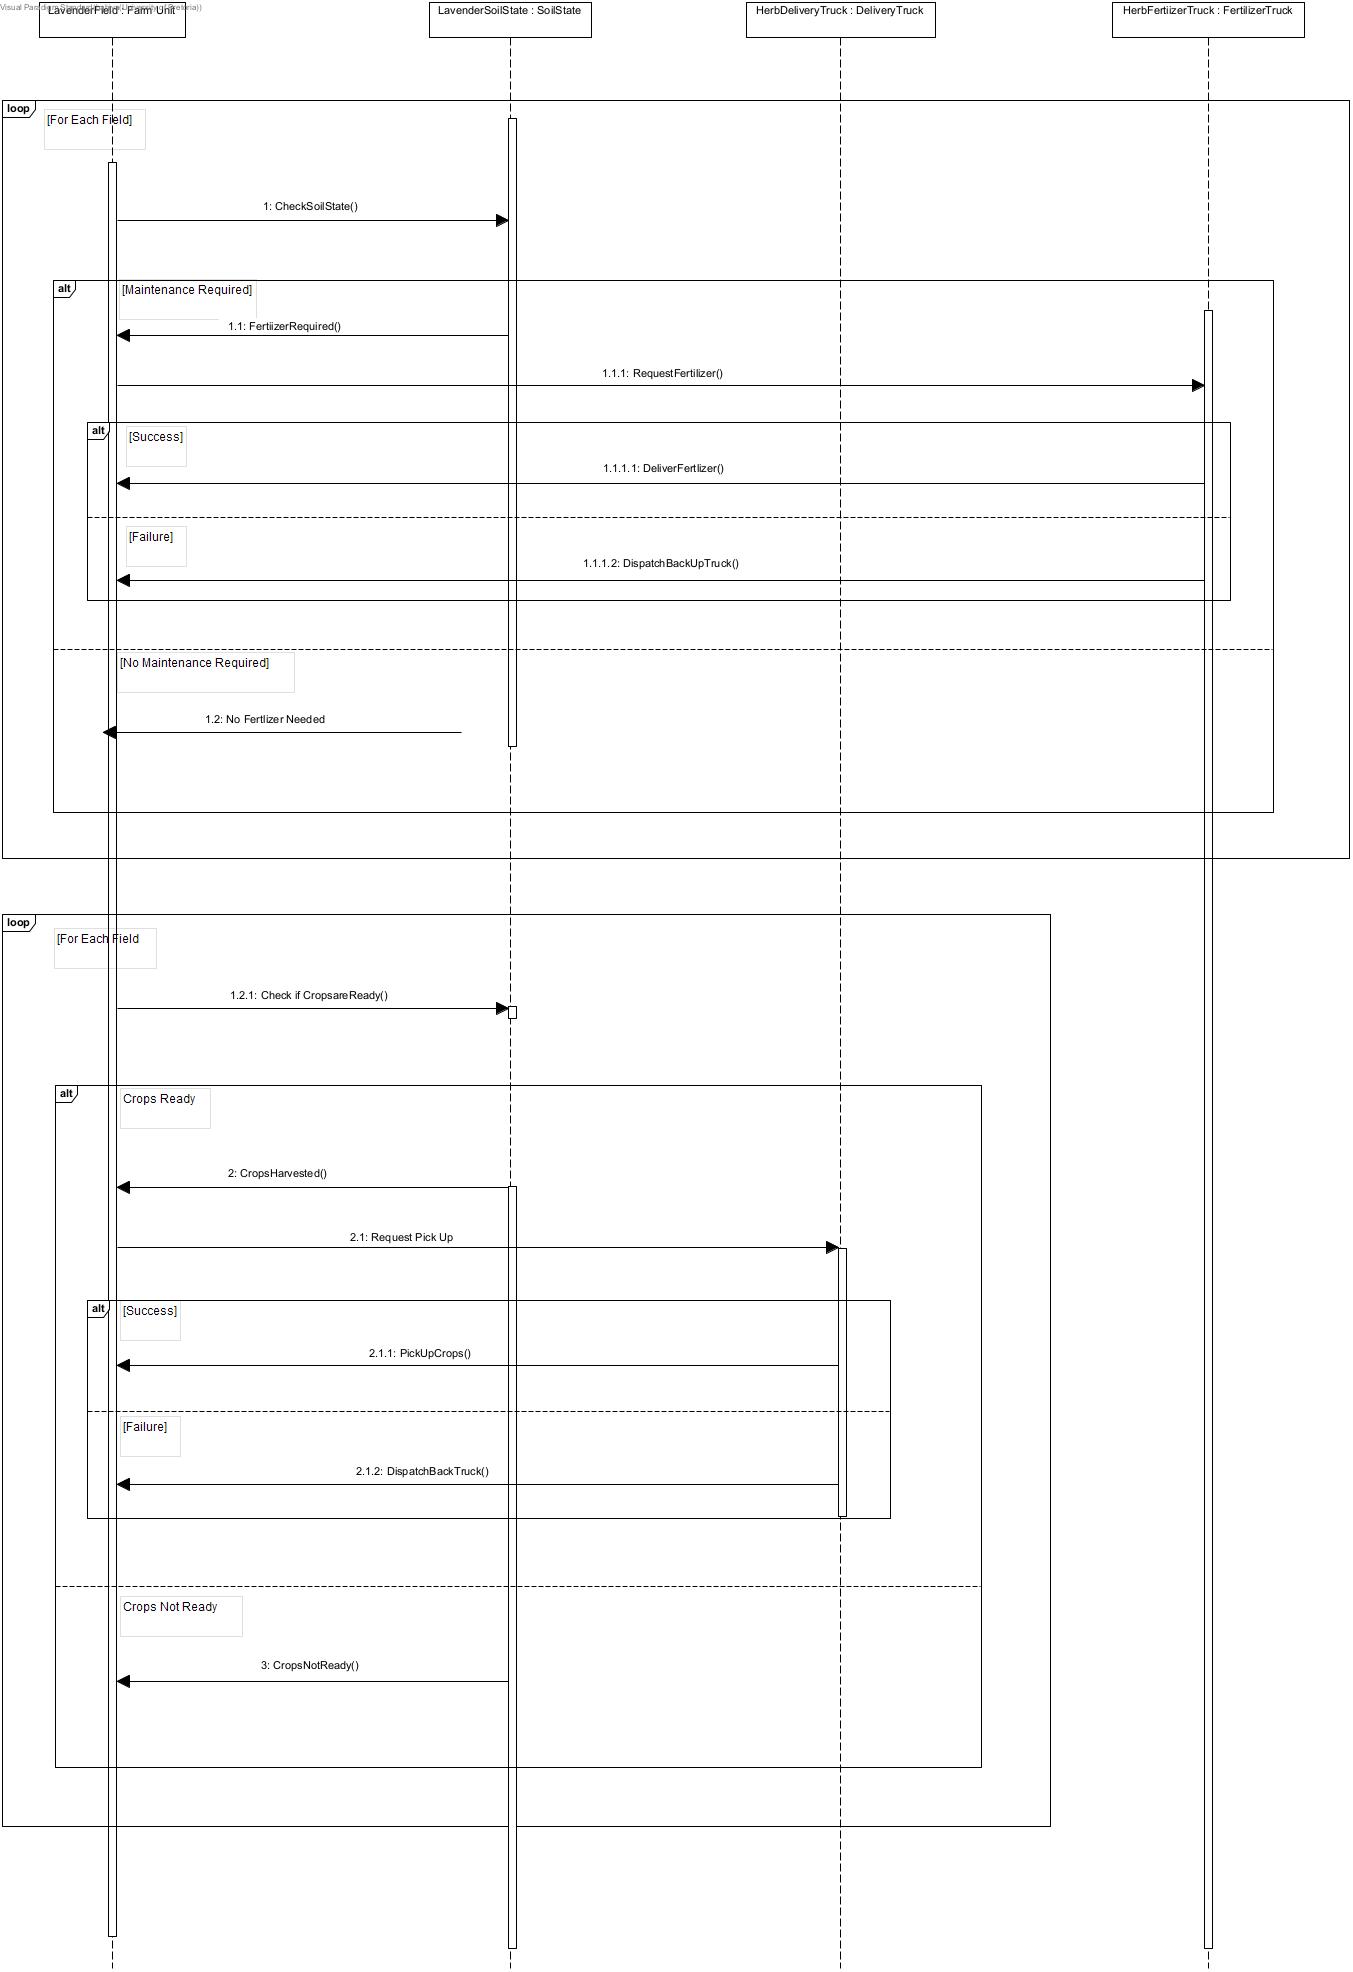 Visual Paradigm Standard(
(University of Pretoria))
LavenderField : Farm Unit
LavenderSoilState : SoilState
HerbDeliveryTruck : DeliveryTruck
HerbFertiizerTruck : FertilizerTruck
loop
[For Each Field]
1: CheckSoilState()
alt
[Maintenance Required]
1.1: FertiizerRequired()
1.1.1: RequestFertilizer()
alt
[Success]
1.1.1.1: DeliverFertlizer()
[Failure]
1.1.1.2: DispatchBackUpTruck()
[No Maintenance Required]
1.2: No Fertlizer Needed
loop
[For Each Field
1.2.1: Check if CropsareReady()
alt
Crops Ready
2: CropsHarvested()
2.1: Request Pick Up
alt
[Success]
2.1.1: PickUpCrops()
[Failure]
2.1.2: DispatchBackTruck()
Crops Not Ready
3: CropsNotReady()